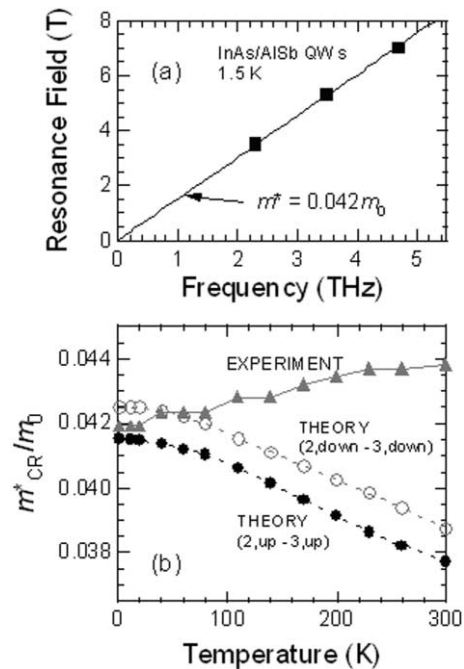 8
6
4
2
0
Resonance Field (T)
(a)
InAs/AlSb QWs
1.5 K
m* = 0.042m0
0 1 2 3 4 5
Frequency (THz)
0.044
0.042
0.040
0.038
m*CR/m0
EXPERIMENT
THEORY
(2,down - 3,down)
THEORY
(2,up - 3,up)
(b)
0 100 200 300
Temperature (K)